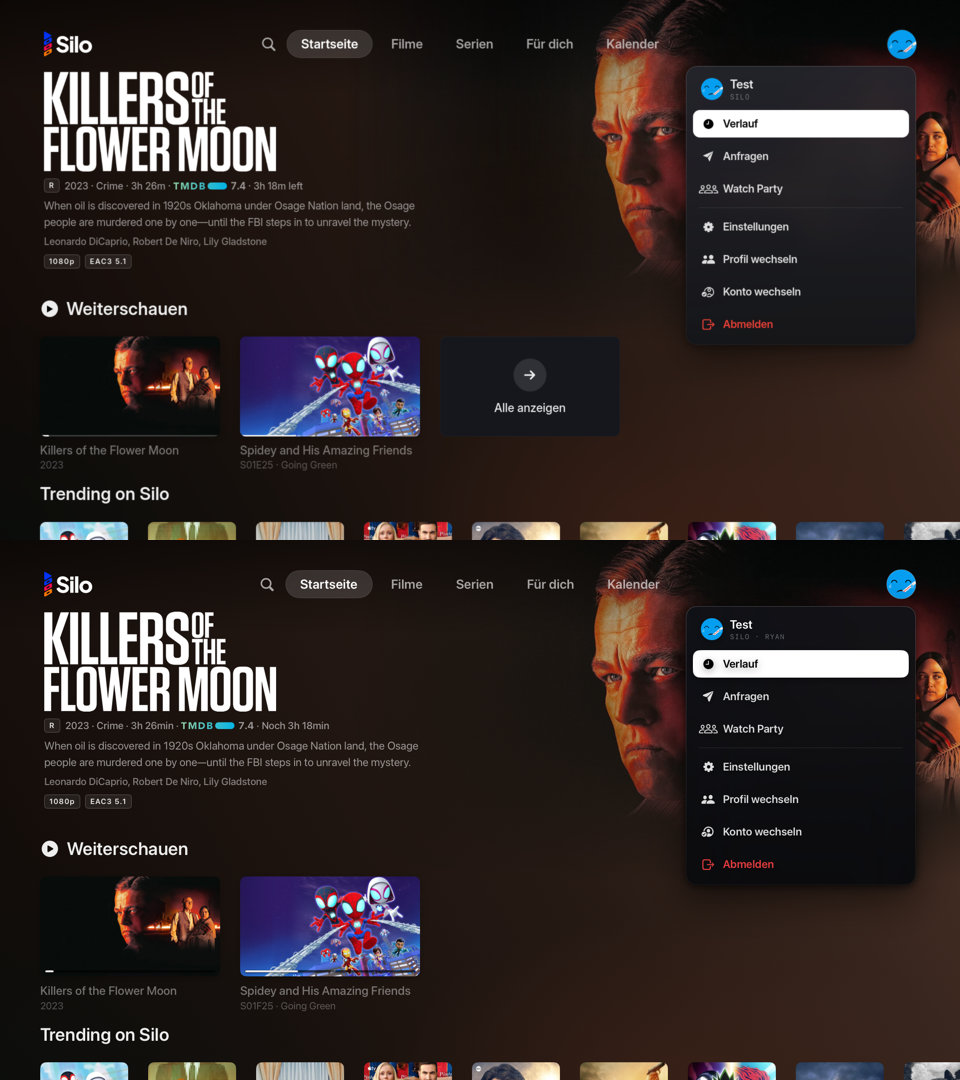 Silo
Startseite
Filme
Serien
Für dich
Kalender
KILLERS OF THE
FLOWER MOON
R 2023 · Crime · 3h 26m · TMDB 7.4 · 3h 18m left
When oil is discovered in 1920s Oklahoma under Osage Nation land, the Osage
people are murdered one by one—until the FBI steps in to unravel the mystery.
Leonardo DiCaprio, Robert De Niro, Lily Gladstone
1080p EAC3 5.1
Test
SILO
Verlauf
Anfragen
Watch Party
Einstellungen
Profil wechseln
Konto wechseln
Abmelden
Weiterschauen
Alle anzeigen
Killers of the Flower Moon
2023
Spidey and His Amazing Friends
S01E25 · Going Green
Trending on Silo
Silo
Startseite
Filme
Serien
Für dich
Kalender
KILLERS OF THE
FLOWER MOON
R 2023 · Crime · 3h 26min · TMDB 7.4 · Noch 3h 18min
When oil is discovered in 1920s Oklahoma under Osage Nation land, the Osage
people are murdered one by one—until the FBI steps in to unravel the mystery.
Leonardo DiCaprio, Robert De Niro, Lily Gladstone
1080p EAC3 5.1
Test
SILO · RYAN
Verlauf
Anfragen
Watch Party
Einstellungen
Profil wechseln
Konto wechseln
Abmelden
Weiterschauen
Killers of the Flower Moon
2023
Spidey and His Amazing Friends
S01F25 · Going Green
Trending on Silo